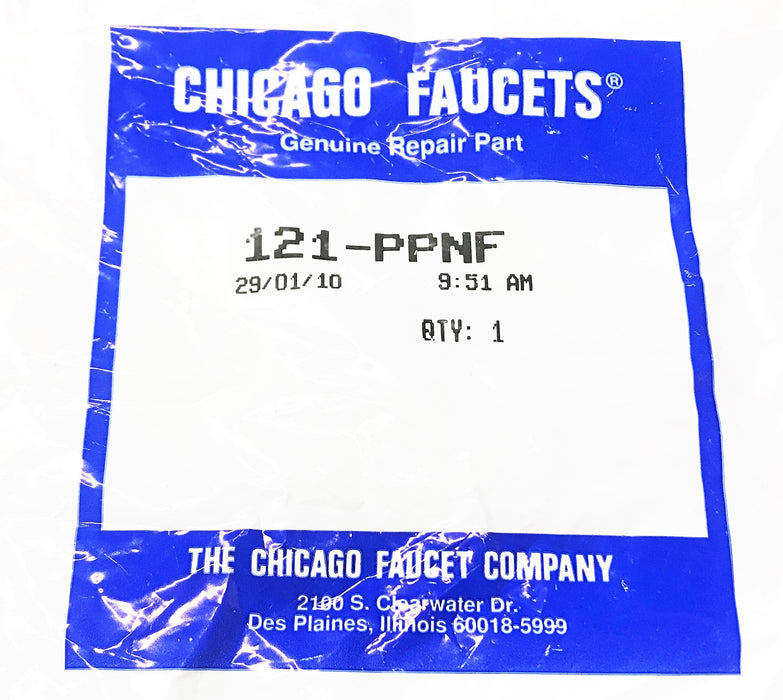 CHICAGO FAUCETS®
Genuine Repair Part
121-PPNF
29/01/10 9:51 AM
QTY: 1
THE CHICAGO FAUCET COMPANY
2100 S. Clearwater Dr.
Des Plaines, Illinois 60018-5999